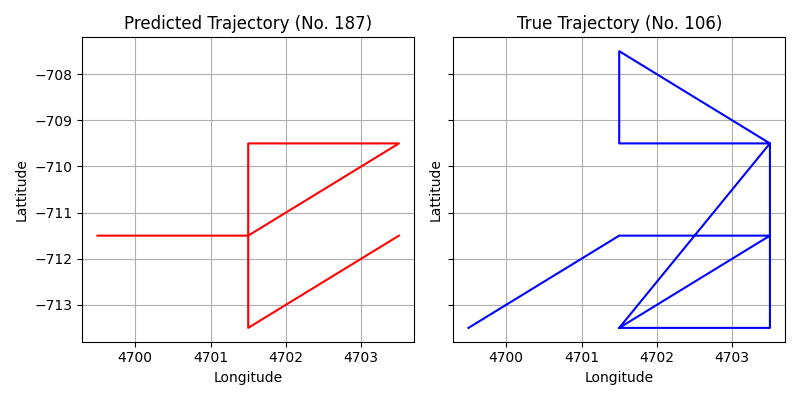 Predicted Trajectory (No. 187)
True Trajectory (No. 106)
−708
−709
−710
−711
−712
−713
Lattitude
Lattitude
4700 4701 4702 4703
4700 4701 4702 4703
Longitude
Longitude